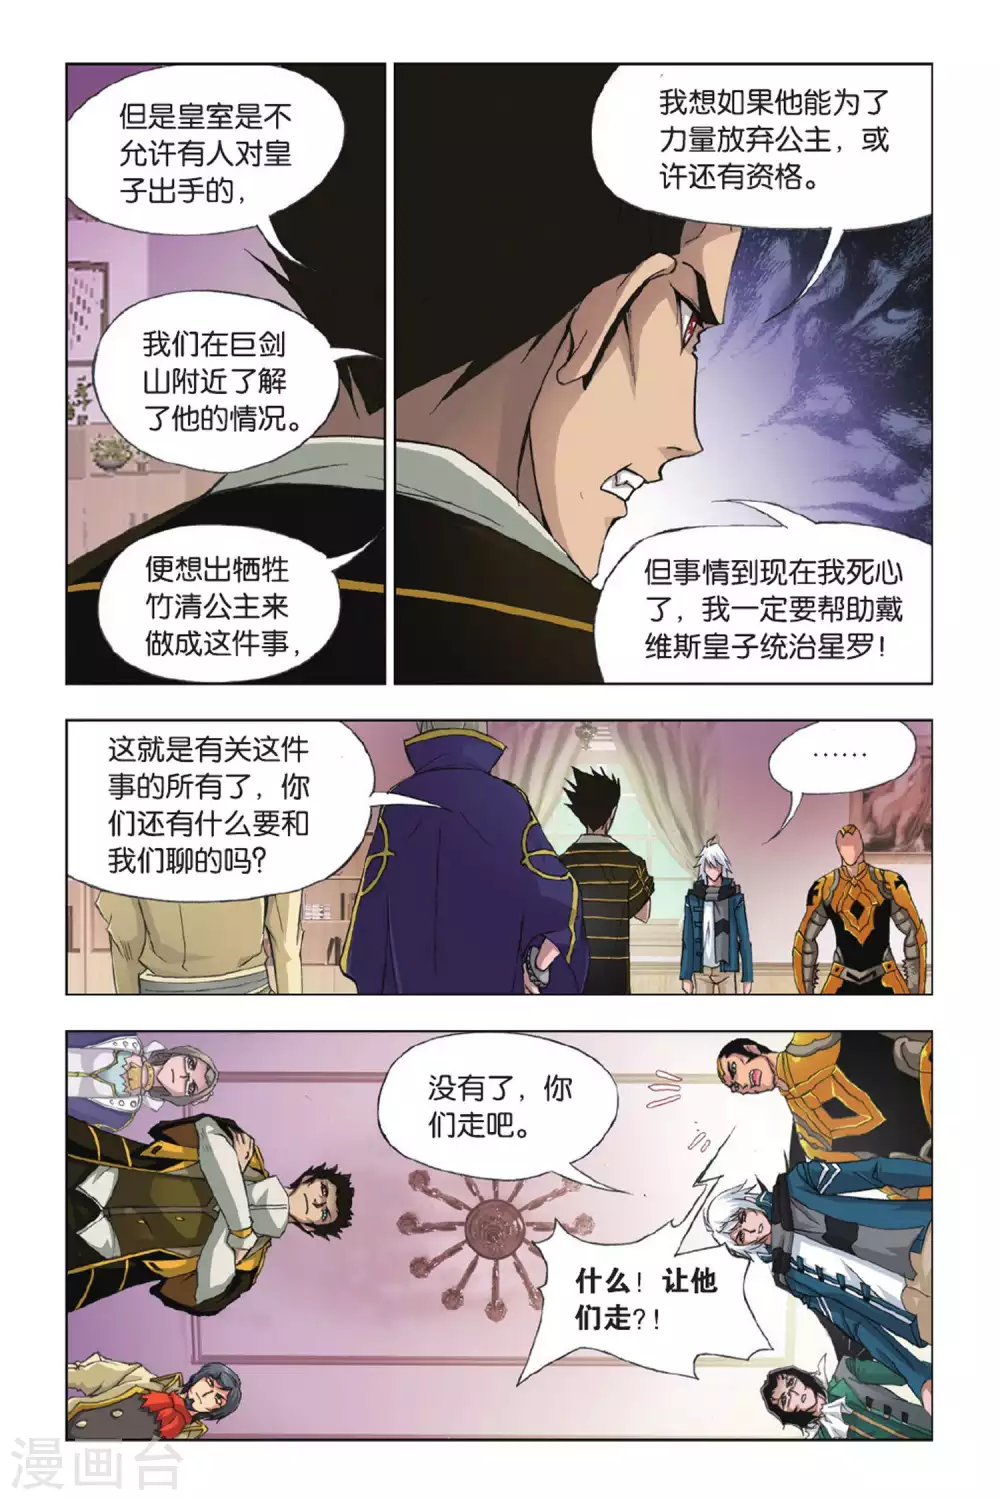 但是皇室是不
允许有人对皇
子出手的，
我们在巨剑
山附近了解
了他的情况。
便想出牺牲
竹清公主来
做成这件事，
我想如果他能为了
力量放弃公主，或
许还有资格。
但事情到现在我死心
了，我一定要帮助戴
维斯皇子统治星罗！
这就是有关这件
事的所有了，你
们还有什么要和
我们聊的吗？
……
没有了，你
们走吧。
什么！让他
们走？！
漫画台